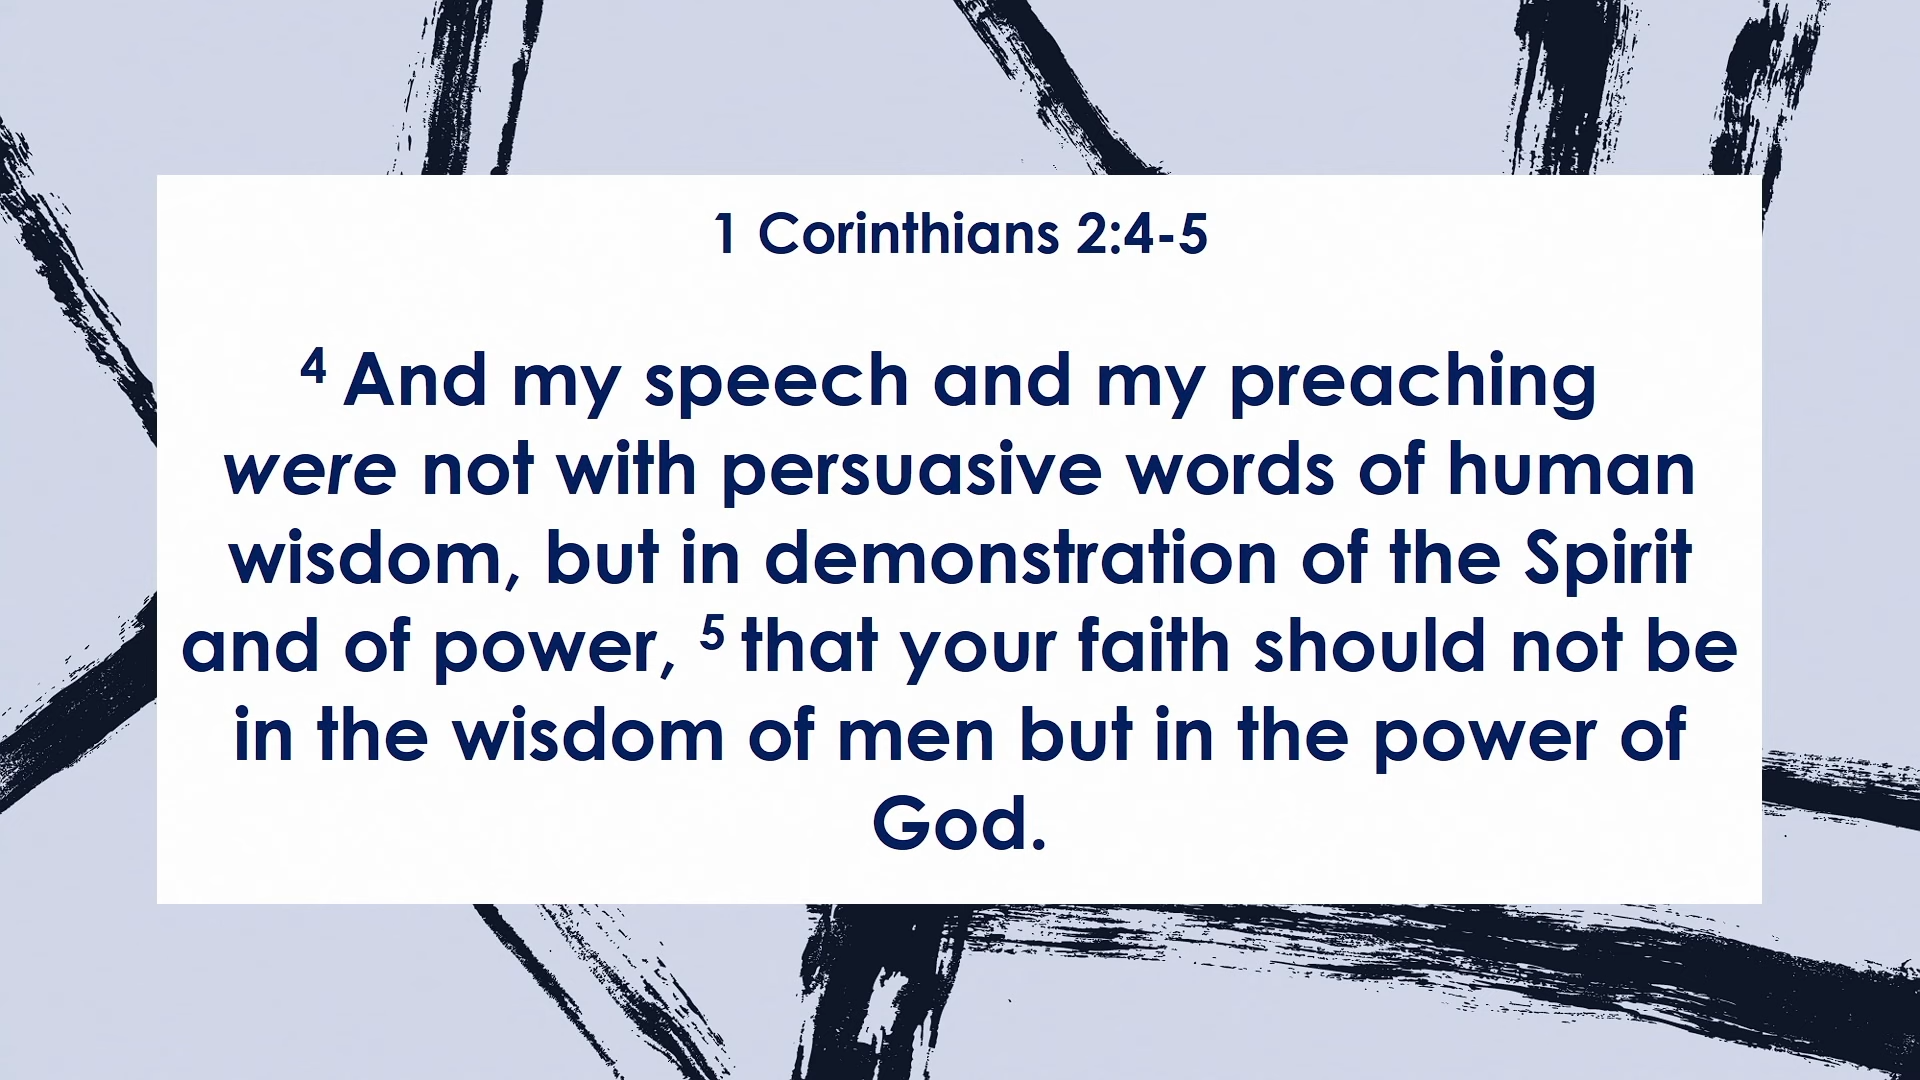 1 Corinthians 2:4-5
4 And my speech and my preaching
were not with persuasive words of human
wisdom, but in demonstration of the Spirit
and of power, 5 that your faith should not be
in the wisdom of men but in the power of
God.